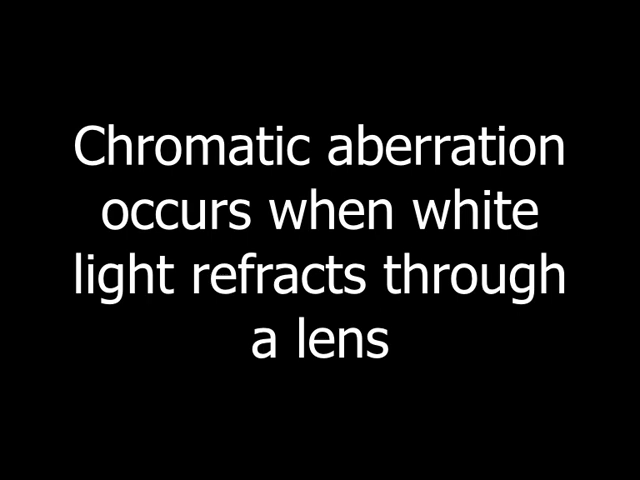 Chromatic aberration
occurs when white
light refracts through
a lens